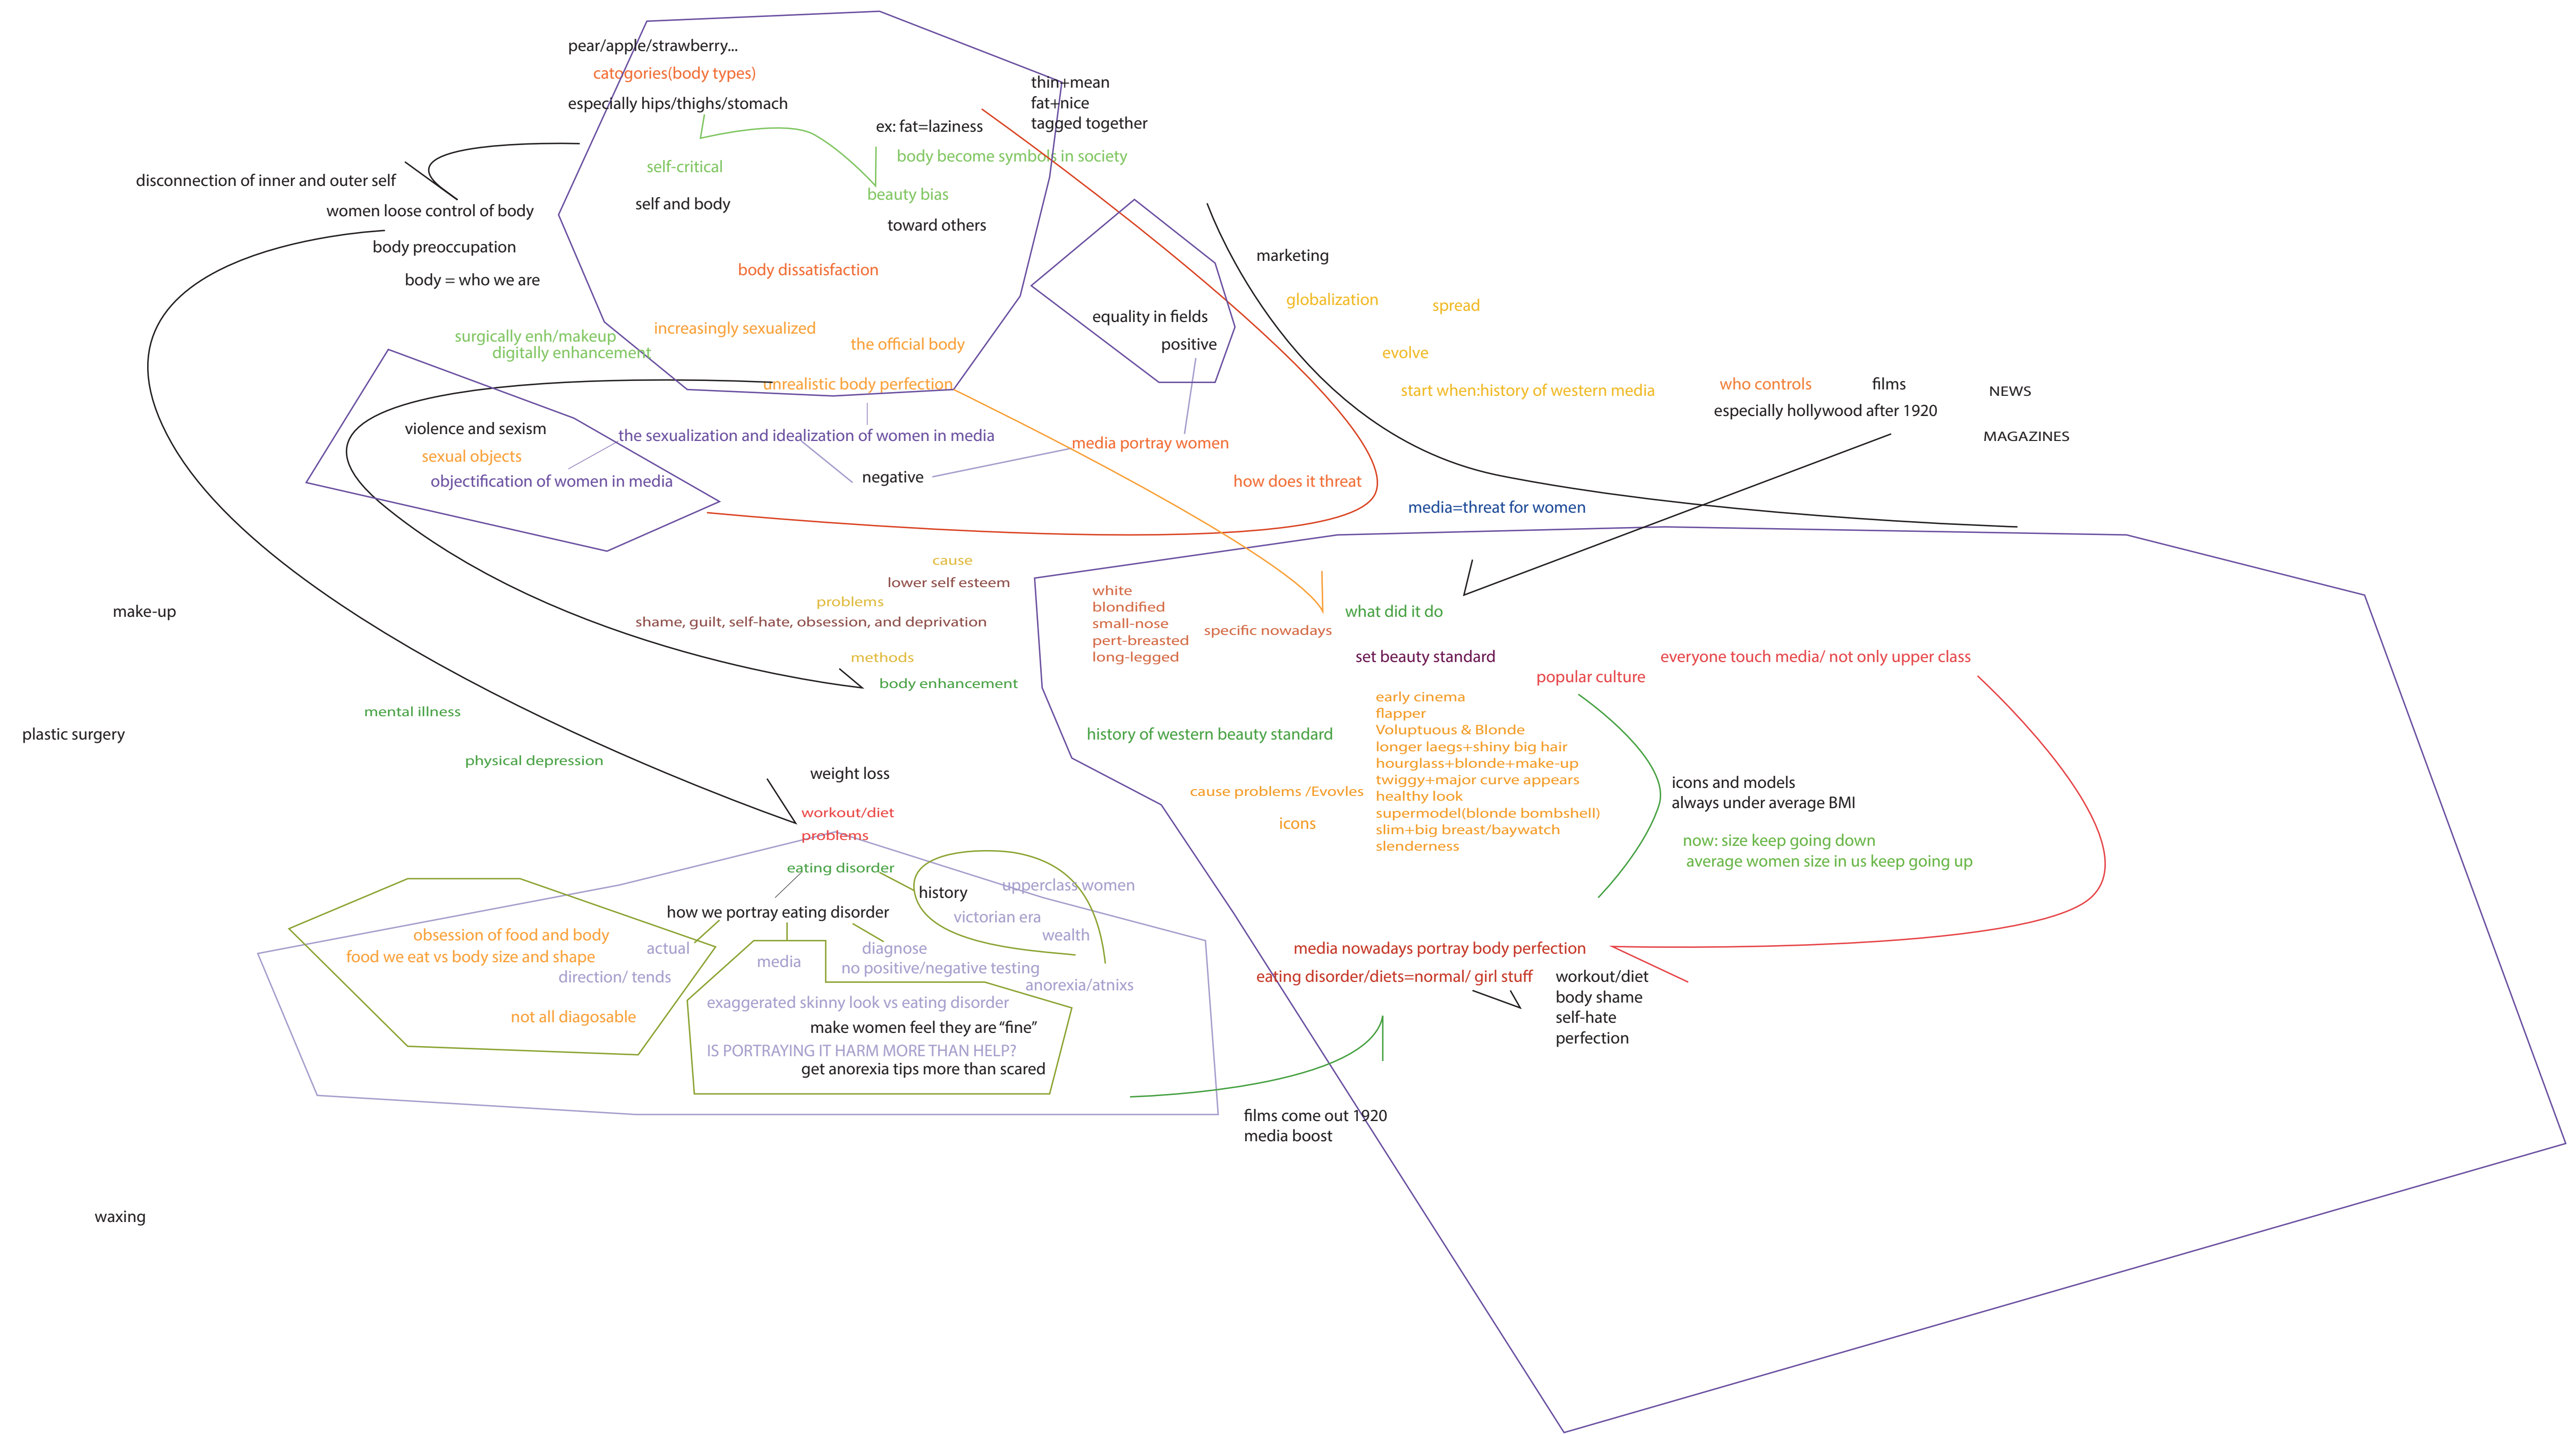 pear/apple/strawberry...
catogories(body types)
especially hips/thighs/stomach
thin+mean
fat+nice
tagged together
ex: fat=laziness
body become symbols in society
self-critical
beauty bias
self and body
toward others
disconnection of inner and outer self
women loose control of body
body preoccupation
body = who we are
body dissatisfaction
increasingly sexualized
the official body
surgically enh/makeup
digitally enhancement
unrealistic body perfection
equality in fields
positive
marketing
globalization
spread
evolve
start when:history of western media
who controls
films
NEWS
especially hollywood after 1920
MAGAZINES
violence and sexism
sexual objects
objectification of women in media
the sexualization and idealization of women in media
negative
media portray women
how does it threat
media=threat for women
cause
lower self esteem
problems
shame, guilt, self-hate, obsession, and deprivation
methods
body enhancement
white
blondified
small-nose
pert-breasted
long-legged
specific nowadays
what did it do
set beauty standard
everyone touch media/ not only upper class
popular culture
make-up
mental illness
plastic surgery
physical depression
history of western beauty standard
early cinema
flapper
Voluptuous & Blonde
longer laegs+shiny big hair
hourglass+blonde+make-up
twiggy+major curve appears
healthy look
supermodel(blonde bombshell)
slim+big breast/baywatch
slenderness
cause problems /Evovles
icons
icons and models
always under average BMI
now: size keep going down
average women size in us keep going up
weight loss
workout/diet
problems
eating disorder
history
upperclass women
victorian era
wealth
how we portray eating disorder
obsession of food and body
food we eat vs body size and shape
actual
direction/ tends
not all diagosable
media
diagnose
no positive/negative testing
anorexia/atnixs
exaggerated skinny look vs eating disorder
make women feel they are “fine”
IS PORTRAYING IT HARM MORE THAN HELP?
get anorexia tips more than scared
media nowadays portray body perfection
eating disorder/diets=normal/ girl stuff
workout/diet
body shame
self-hate
perfection
films come out 1920
media boost
waxing